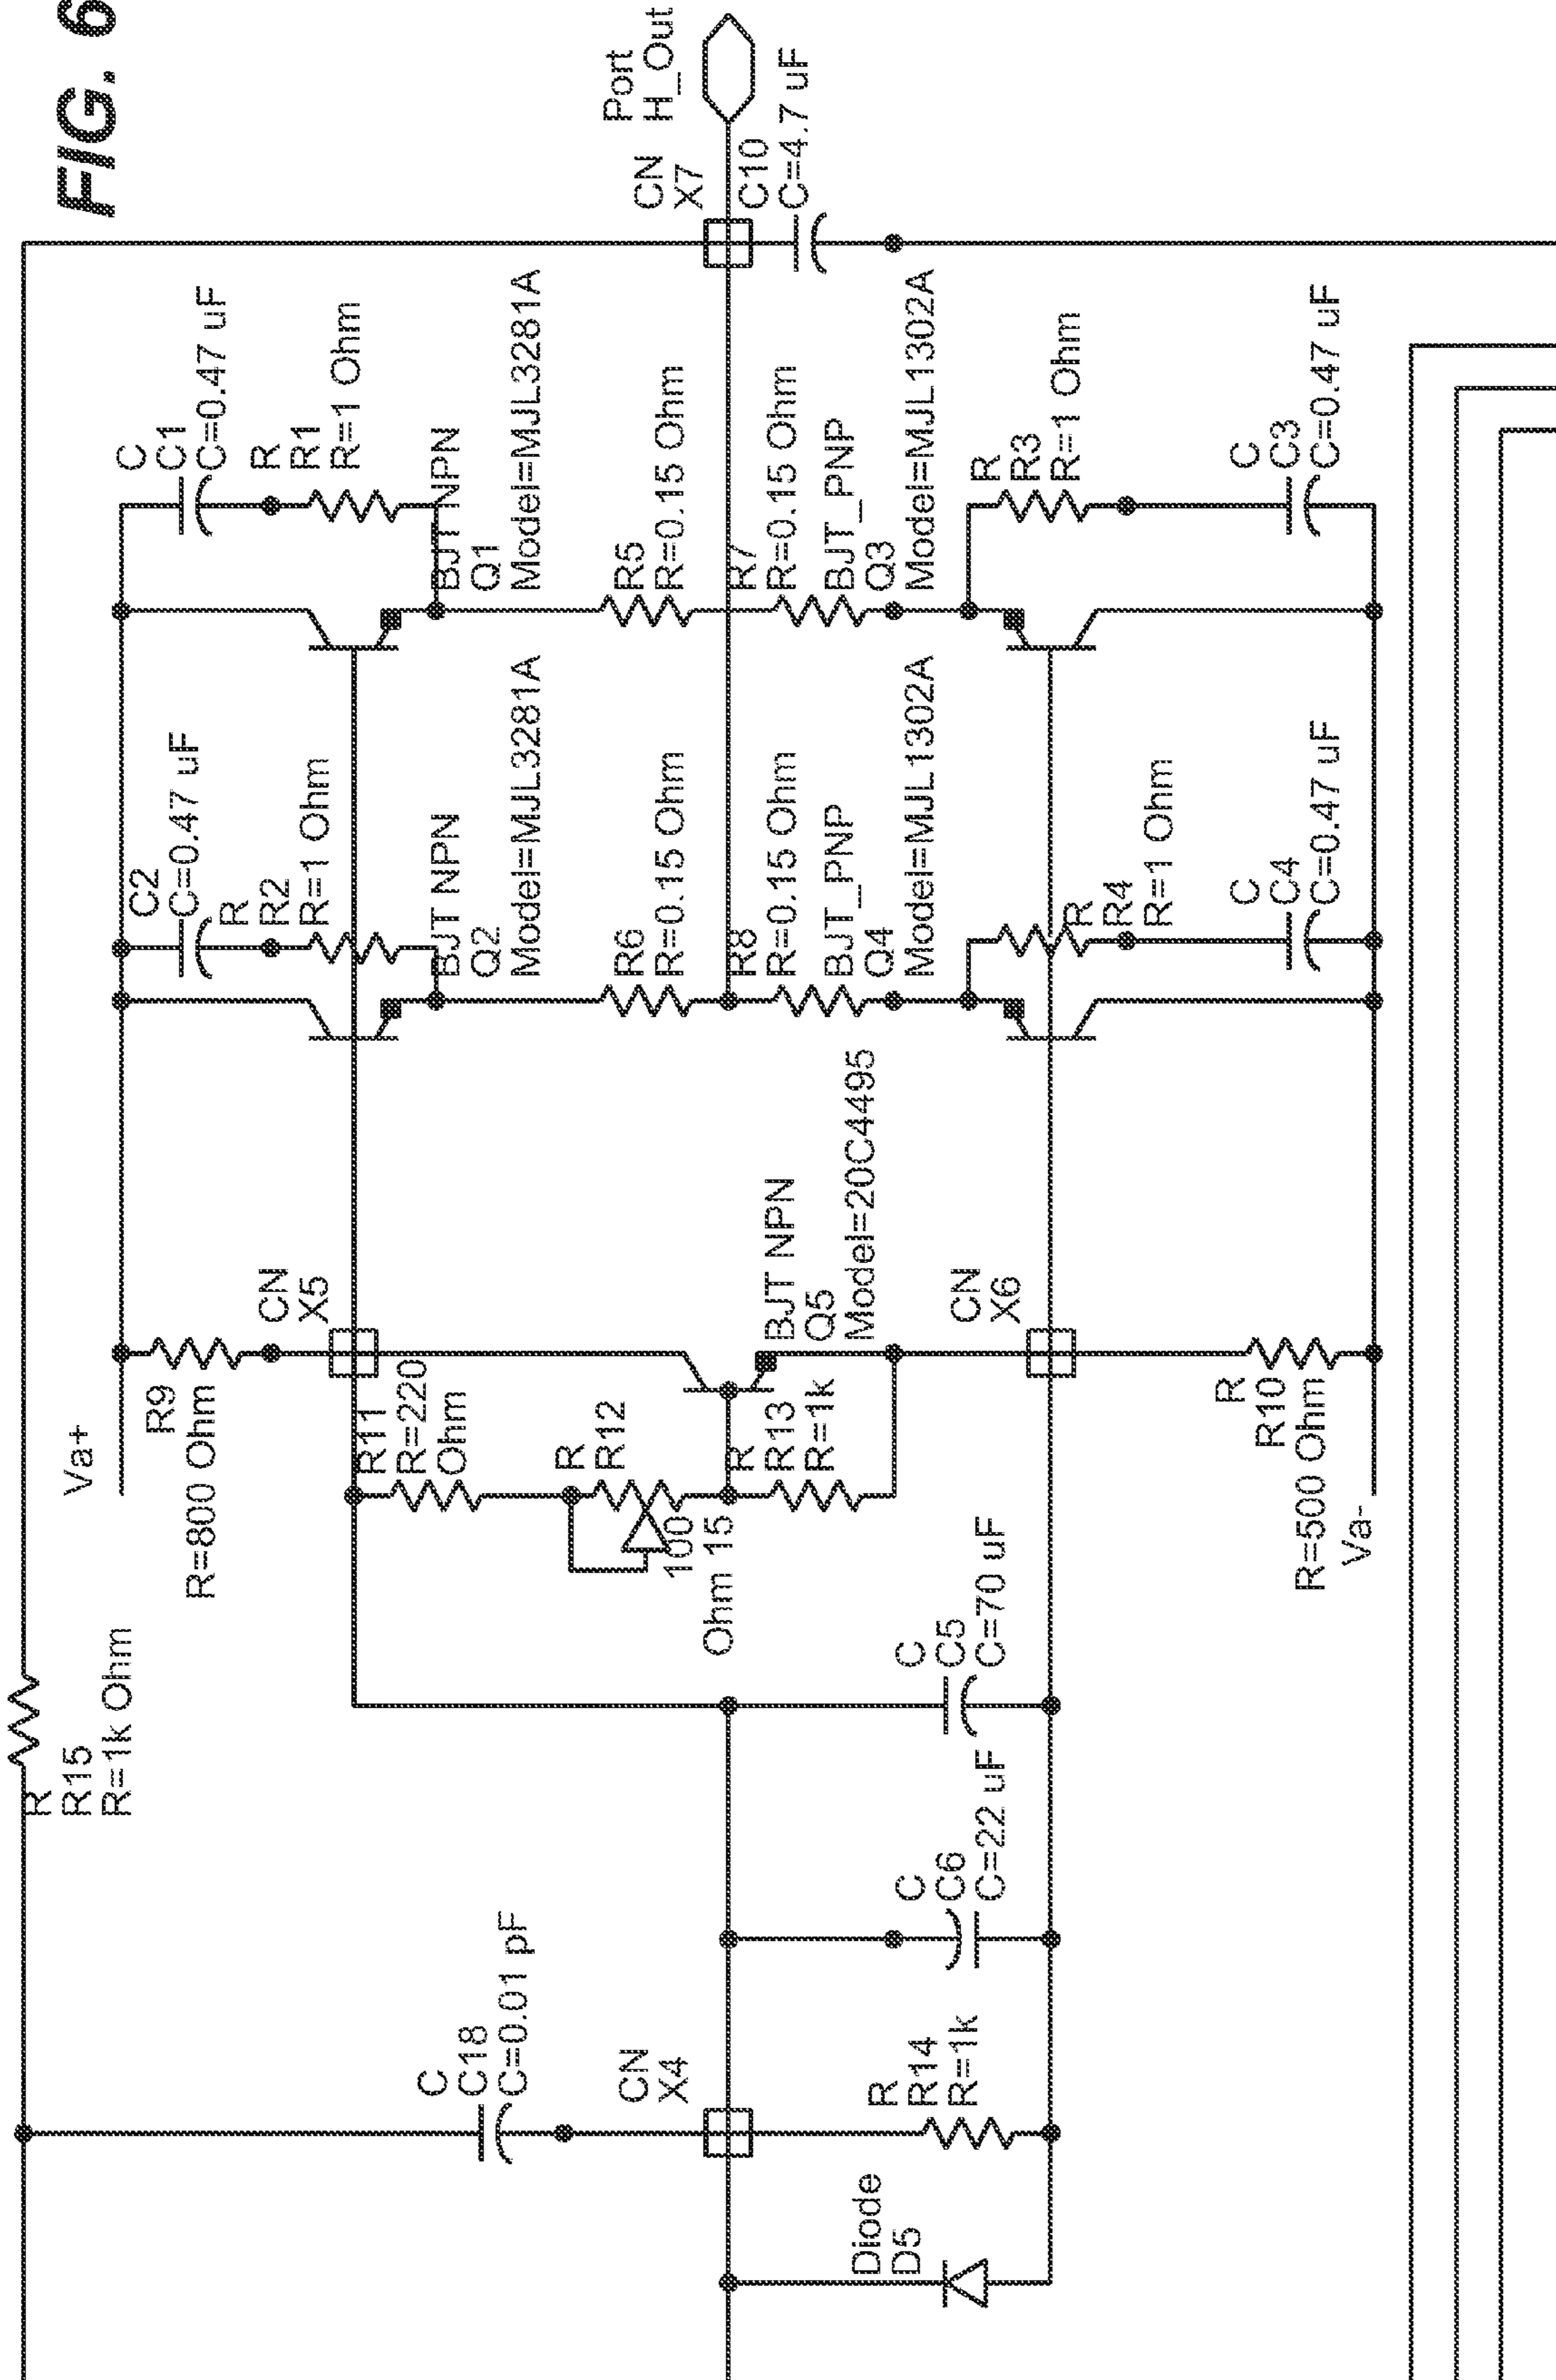 FIG. 6
Port
H_Out
CN
X7
C10
C=4.7 uF
C
C1
C=0.47 uF
R
R1
R=1 Ohm
BJT NPN
Q1
Model=MJL3281A
R5
R=0.15 Ohm
R7
R=0.15 Ohm
BJT_PNP
Q3
Model=MJL1302A
R
R3
R=1 Ohm
C
C3
C=0.47 uF
C2
C=0.47 uF
R
R2
R=1 Ohm
BJT NPN
Q2
Model=MJL3281A
R6
R=0.15 Ohm
R8
R=0.15 Ohm
BJT_PNP
Q4
Model=MJL1302A
R
R4
R=1 Ohm
C
C4
C=0.47 uF
Va+
R9
R=800 Ohm
CN
X5
R11
R=220
Ohm
R
R12
100
Ohm 15
R
R13
R=1k
BJT NPN
Q5
Model=20C4495
CN
X6
R
R10
R=500 Ohm
Va-
R
R15
R=1k Ohm
C
C5
C=70 uF
C
C6
C=22 uF
C
C18
C=0.01 pF
CN
X4
R
R14
R=1k
Diode
D5